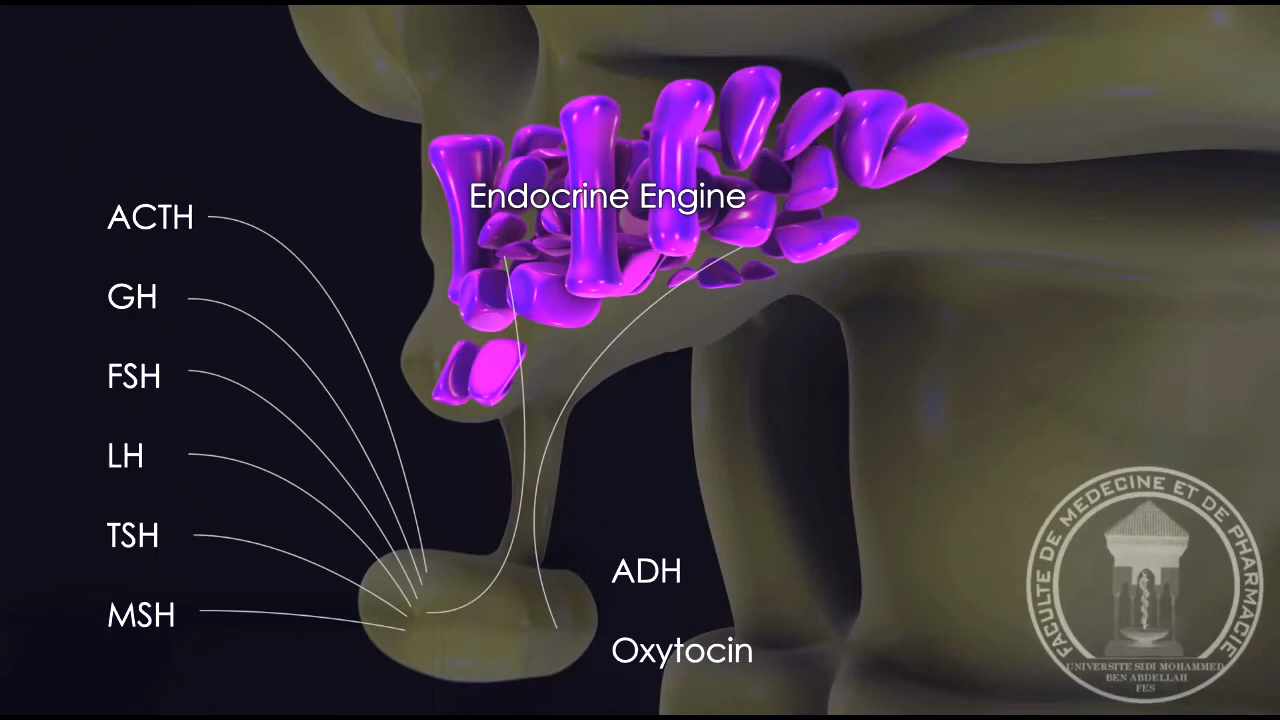 Endocrine Engine
ACTH
GH
FSH
LH
TSH
MSH
ADH
Oxytocin
FACULTE DE MEDECINE ET DE PHARMACIE
UNIVERSITE SIDI MOHAMMED
BEN ABDELLAH
FES